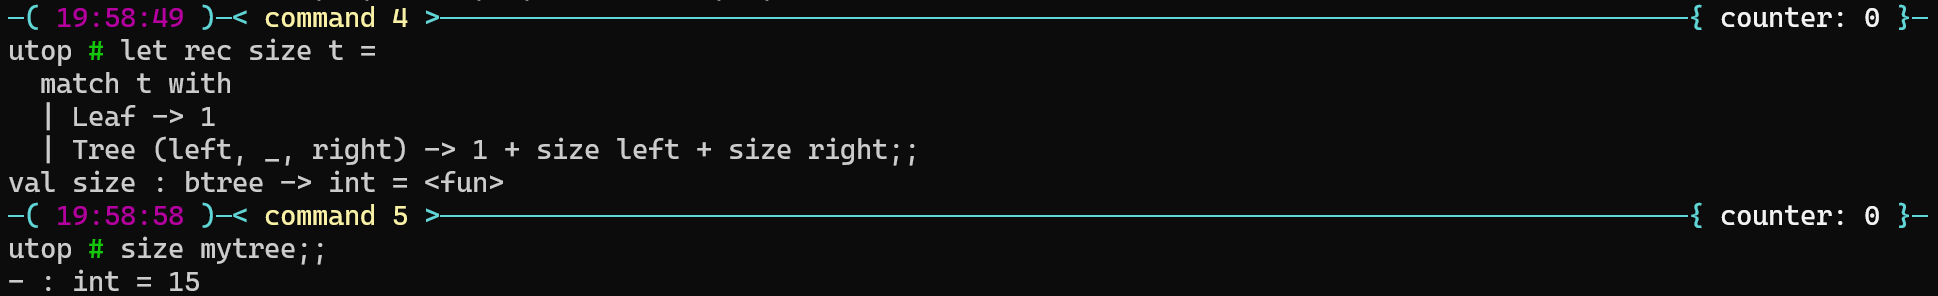 ─( 19:58:49 )─< command 4 >──────────────────────────────{ counter: 0 }─
utop # let rec size t =
  match t with
  | Leaf -> 1
  | Tree (left, _, right) -> 1 + size left + size right;;
val size : btree -> int = <fun>
─( 19:58:58 )─< command 5 >──────────────────────────────{ counter: 0 }─
utop # size mytree;;
- : int = 15